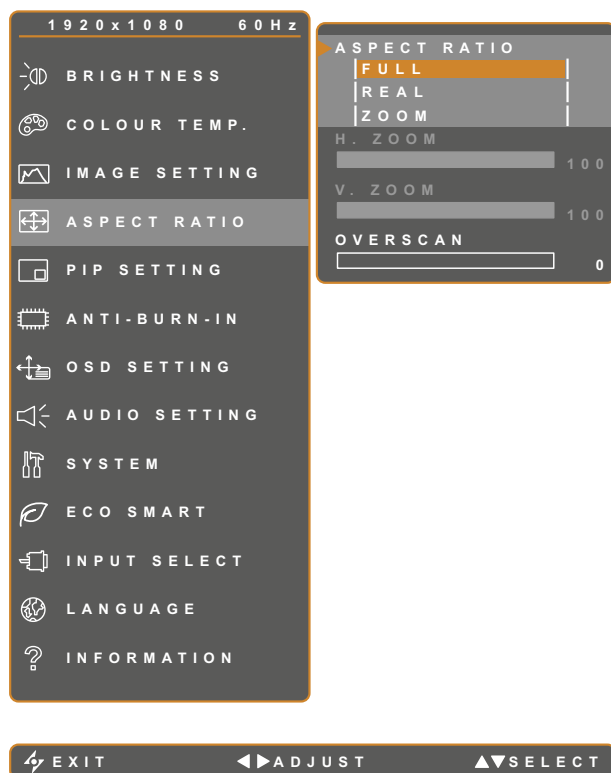 1920x1080 60Hz
BRIGHTNESS
COLOUR TEMP.
IMAGE SETTING
ASPECT RATIO
PIP SETTING
ANTI-BURN-IN
OSD SETTING
AUDIO SETTING
SYSTEM
ECO SMART
INPUT SELECT
LANGUAGE
INFORMATION
ASPECT RATIO
FULL
REAL
ZOOM
H. ZOOM
100
V. ZOOM
100
OVERSCAN
0
EXIT ADJUST SELECT